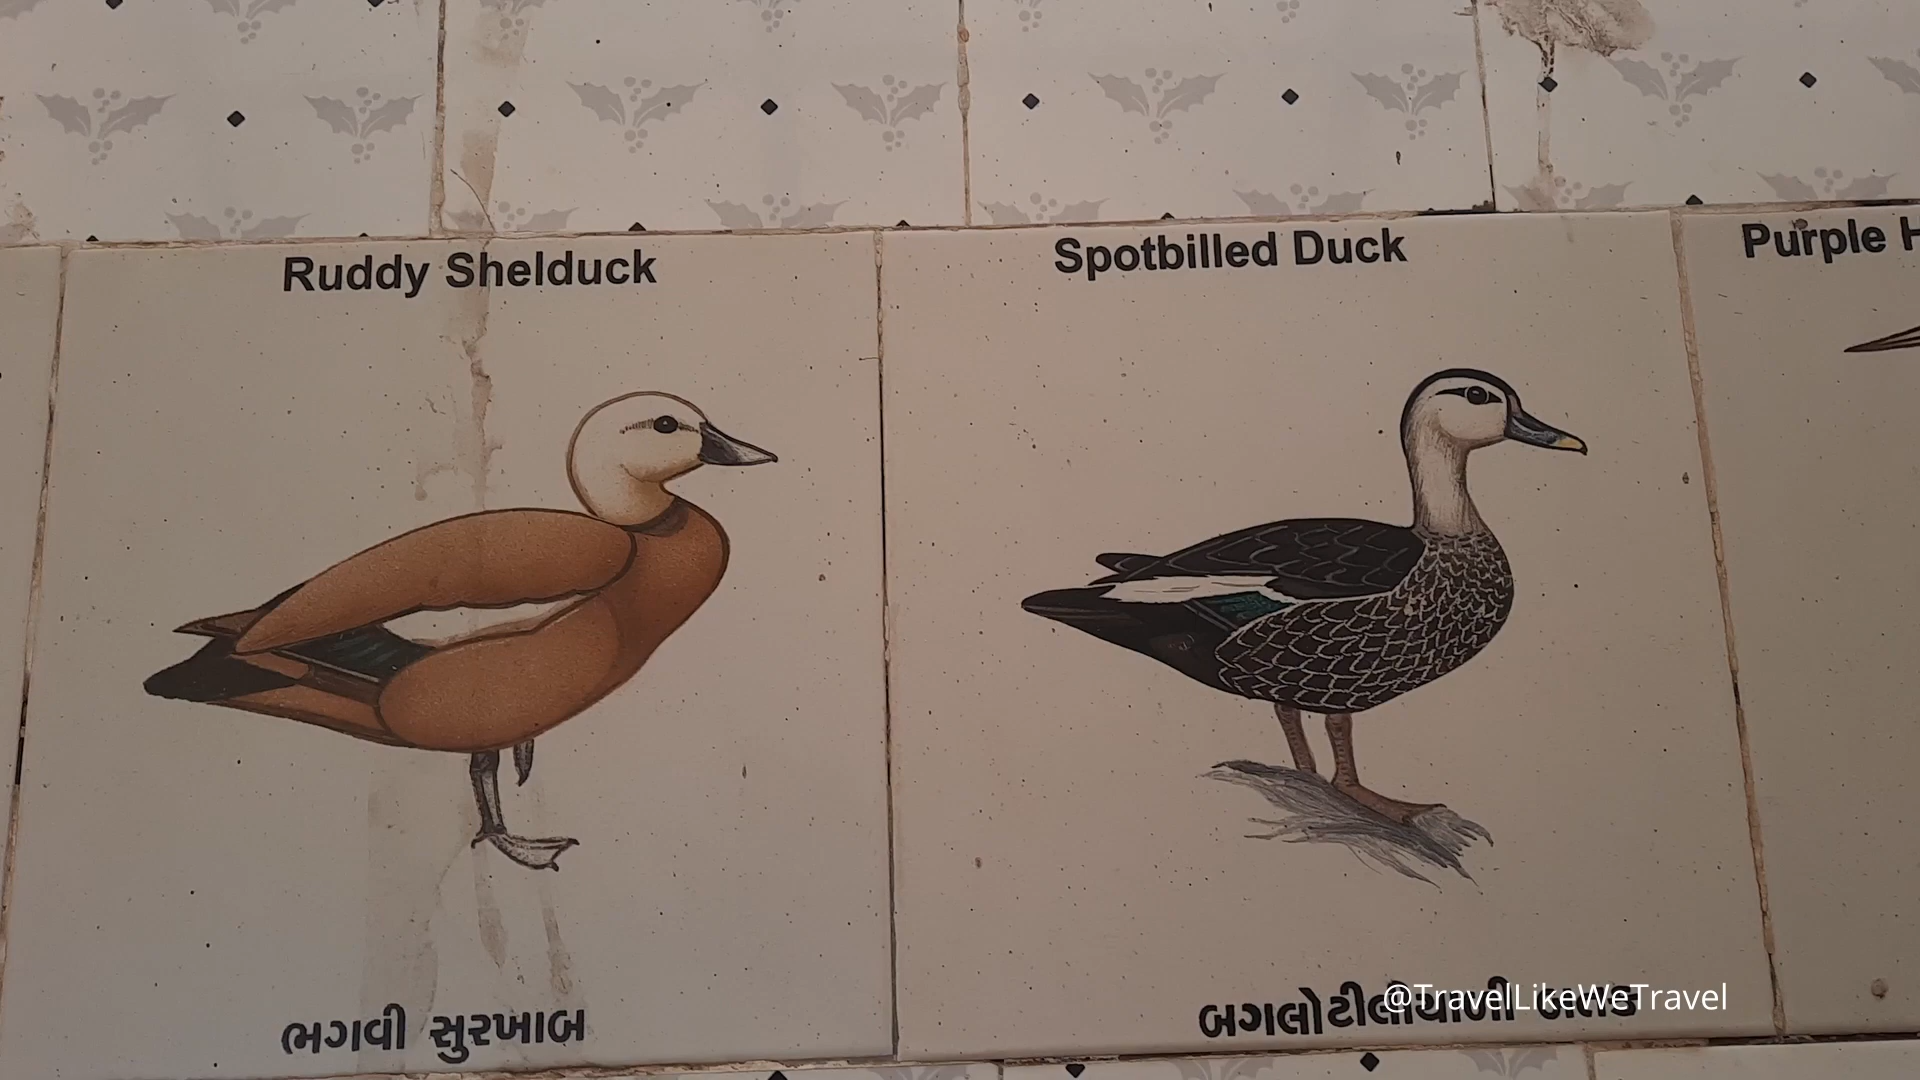 Ruddy Shelduck
Spotbilled Duck
Purple
ભગવી સુરખાબ
@TravelLikeWeTravel